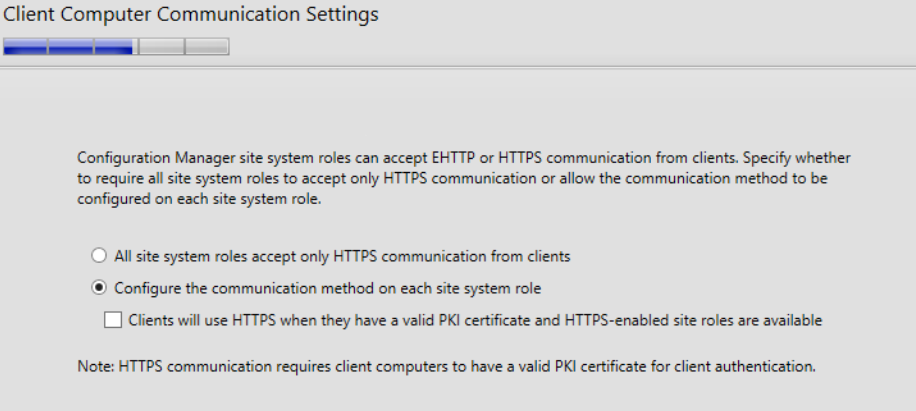 Client Computer Communication Settings
Configuration Manager site system roles can accept EHTTP or HTTPS communication from clients. Specify whether
to require all site system roles to accept only HTTPS communication or allow the communication method to be
configured on each site system role.
All site system roles accept only HTTPS communication from clients
Configure the communication method on each site system role
Clients will use HTTPS when they have a valid PKI certificate and HTTPS-enabled site roles are available
Note: HTTPS communication requires client computers to have a valid PKI certificate for client authentication.